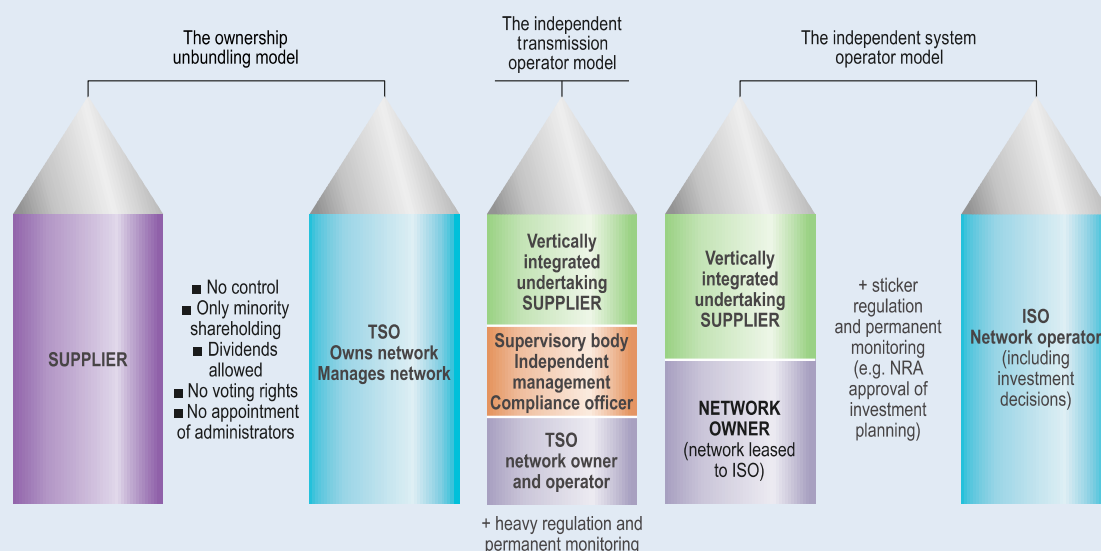 The ownership
unbundling model
The independent
transmission
operator model
The independent system
operator model
SUPPLIER
■ No control
■ Only minority
shareholding
■ Dividends
allowed
■ No voting rights
■ No appointment
of administrators
TSO
Owns network
Manages network
Vertically
integrated
undertaking
SUPPLIER
Supervisory body
Independent
management
Compliance officer
TSO
network owner
and operator
+ heavy regulation and
permanent monitoring
Vertically
integrated
undertaking
SUPPLIER
NETWORK
OWNER
(network leased
to ISO)
+ sticker
regulation
and permanent
monitoring
(e.g. NRA
approval of
investment
planning)
ISO
Network operator
(including
investment
decisions)